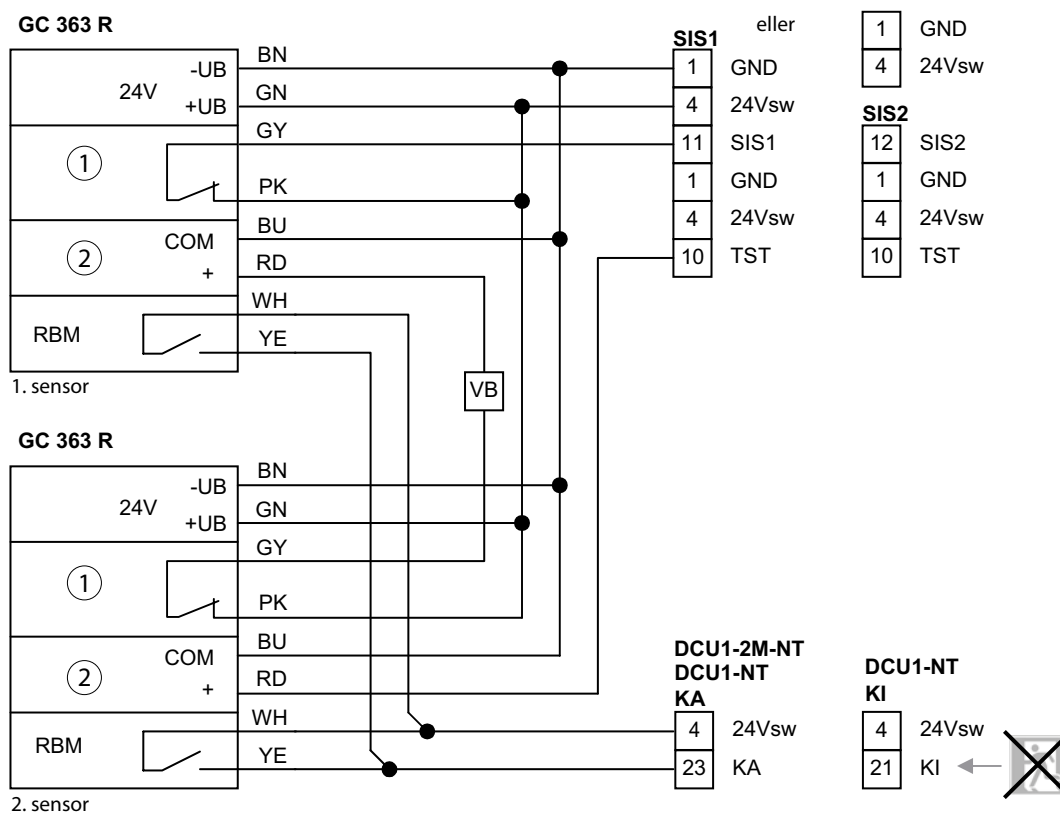 GC 363 R
24V
-UB
+UB
1
2
COM
+
RBM
BN
GN
GY
PK
BU
RD
WH
YE
1. sensor
VB
GC 363 R
24V
-UB
+UB
1
2
COM
+
RBM
BN
GN
GY
PK
BU
RD
WH
YE
2. sensor
SIS1
1 GND
4 24Vsw
11 SIS1
1 GND
4 24Vsw
10 TST
eller
1 GND
4 24Vsw
SIS2
12 SIS2
1 GND
4 24Vsw
10 TST
DCU1-2M-NT
DCU1-NT
KA
4 24Vsw
23 KA
DCU1-NT
KI
4 24Vsw
21 KI